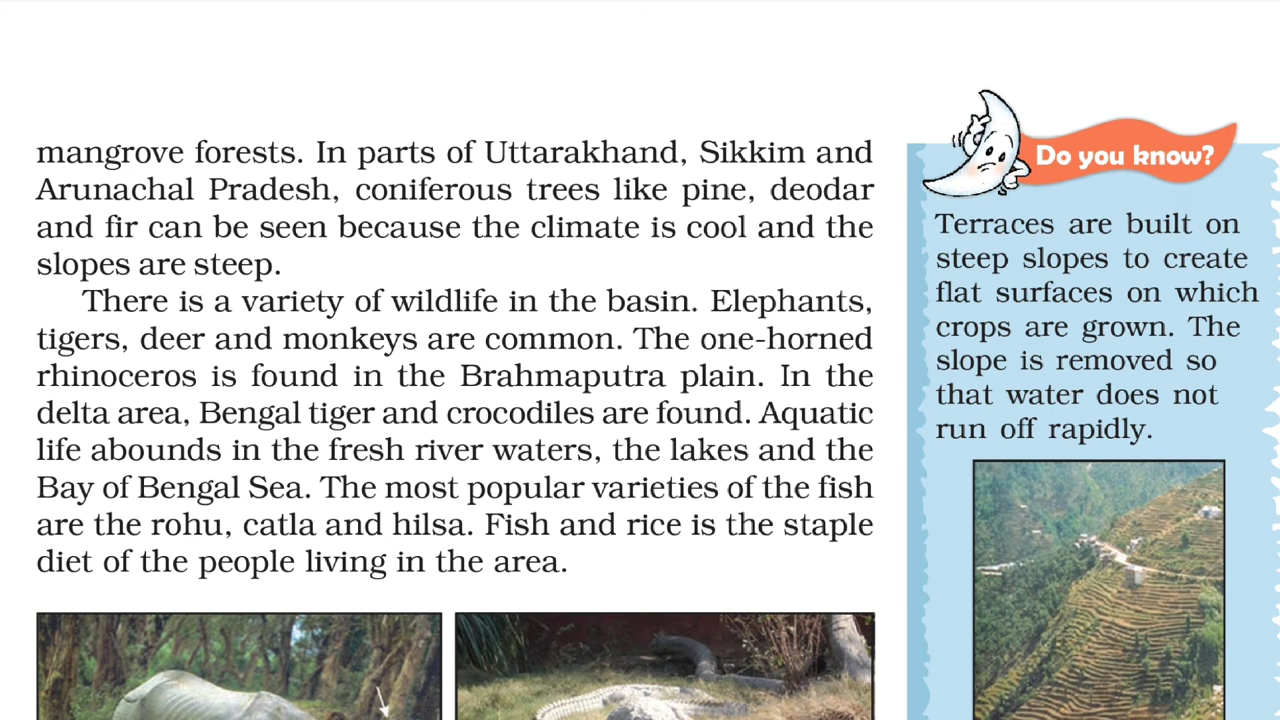 mangrove forests. In parts of Uttarakhand, Sikkim and
Arunachal Pradesh, coniferous trees like pine, deodar
and fir can be seen because the climate is cool and the
slopes are steep.
There is a variety of wildlife in the basin. Elephants,
tigers, deer and monkeys are common. The one-horned
rhinoceros is found in the Brahmaputra plain. In the
delta area, Bengal tiger and crocodiles are found. Aquatic
life abounds in the fresh river waters, the lakes and the
Bay of Bengal Sea. The most popular varieties of the fish
are the rohu, catla and hilsa. Fish and rice is the staple
diet of the people living in the area.
Do you know?
Terraces are built on
steep slopes to create
flat surfaces on which
crops are grown. The
slope is removed so
that water does not
run off rapidly.